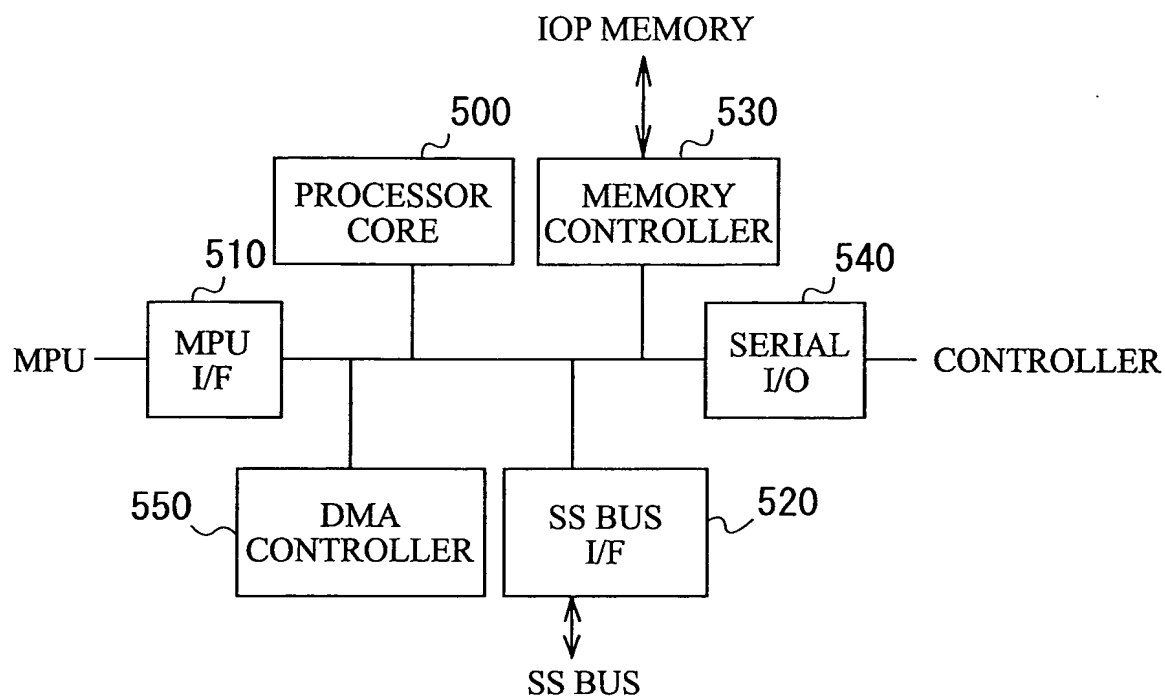 IOP MEMORY
500
530
PROCESSOR
CORE
MEMORY
CONTROLLER
510
540
MPU
MPU
I/F
SERIAL
I/O
CONTROLLER
550
DMA
CONTROLLER
SS BUS
I/F
520
SS BUS